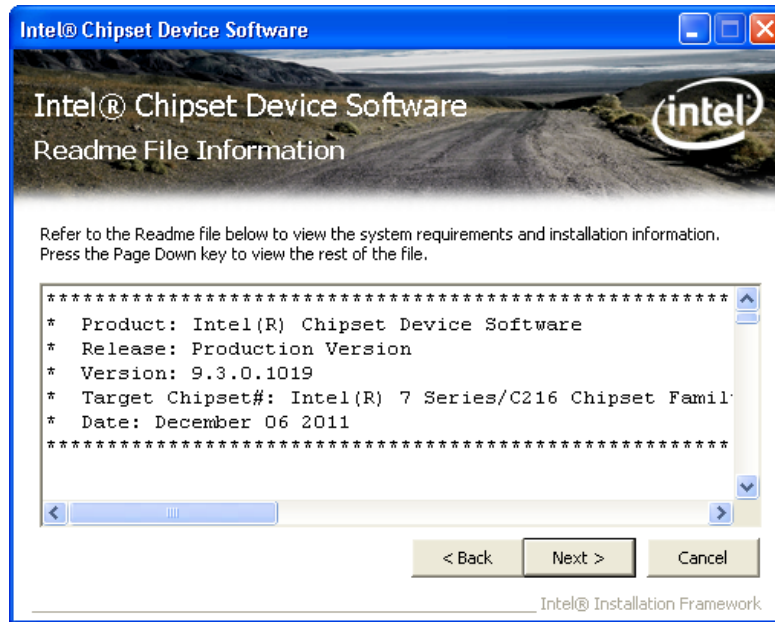 Intel® Chipset Device Software
Intel® Chipset Device Software
intel
Readme File Information
Refer to the Readme file below to view the system requirements and installation information.
Press the Page Down key to view the rest of the file.
*********************************************************
* Product: Intel(R) Chipset Device Software
* Release: Production Version
* Version: 9.3.0.1019
* Target Chipset#: Intel(R) 7 Series/C216 Chipset
* Date: December 06 2011
*********************************************************
< Back Next > Cancel
Intel® Installation Framework